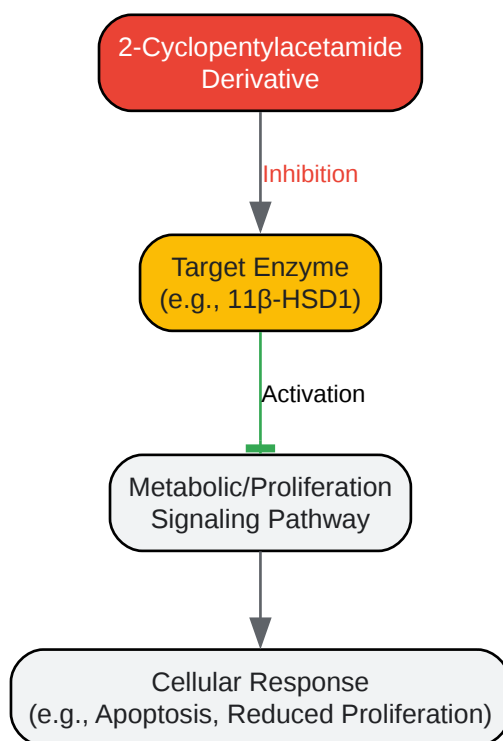 2-Cyclopentylacetamide
Derivative
Inhibition
Target Enzyme
(e.g., 11β-HSD1)
Activation
Metabolic/Proliferation
Signaling Pathway
Cellular Response
(e.g., Apoptosis, Reduced Proliferation)